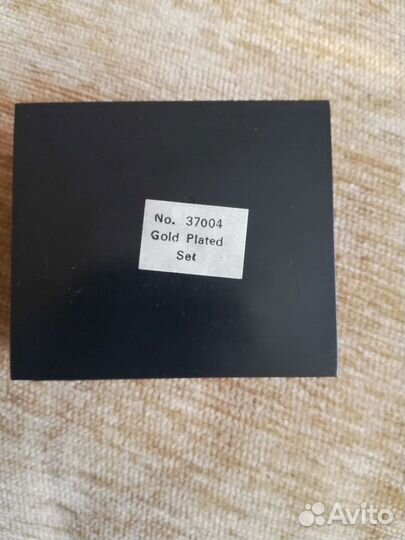 No. 37004
Gold Plated
Set
Avito